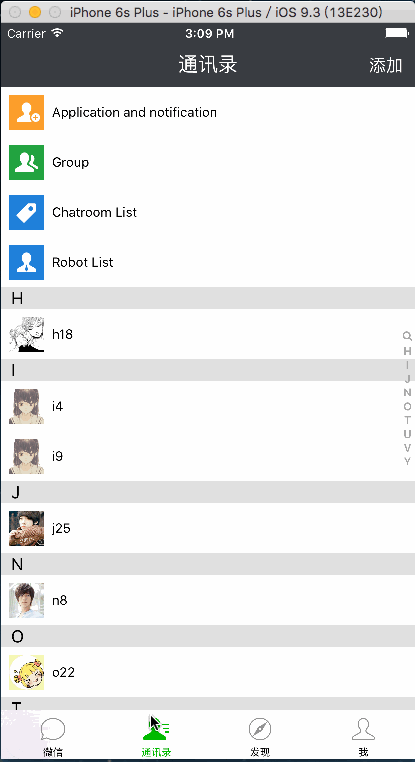 iPhone 6s Plus - iPhone 6s Plus / iOS 9.3 (13E230)
Carrier 3:09 PM
通讯录 添加
Application and notification
Group
Chatroom List
Robot List
H
h18
I
i4
i9
J
j25
N
n8
O
o22
T
H
I
J
N
O
T
U
V
Y
微信 通讯录 发现 我